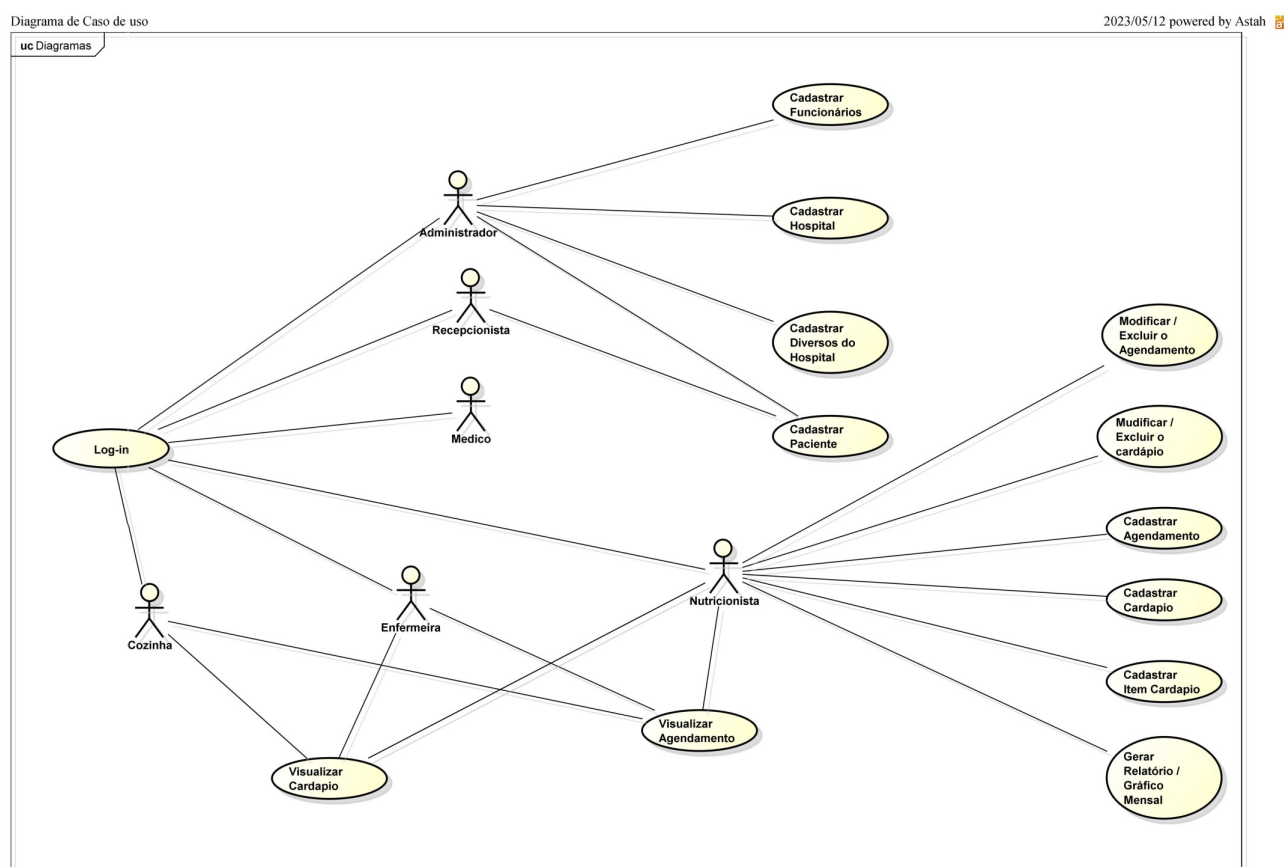 Diagrama de Caso de uso
2023/05/12 powered by Astah
uc Diagramas
Cadastrar
Funcionários
Administrador
Cadastrar
Hospital
Recepcionista
Cadastrar
Diversos do
Hospital
Modificar /
Excluir o
Agendamento
Medico
Cadastrar
Paciente
Mudificar /
Excluir o
cardápio
Log-in
Cadastrar
Agendamento
Nutricionista
Cadastrar
Cardapio
Enfermeira
Cozinha
Cadastrar
Item Cardapio
Visualizar
Agendamento
Visualizar
Cardapio
Gerar
Relatório /
Gráfico
Mensal